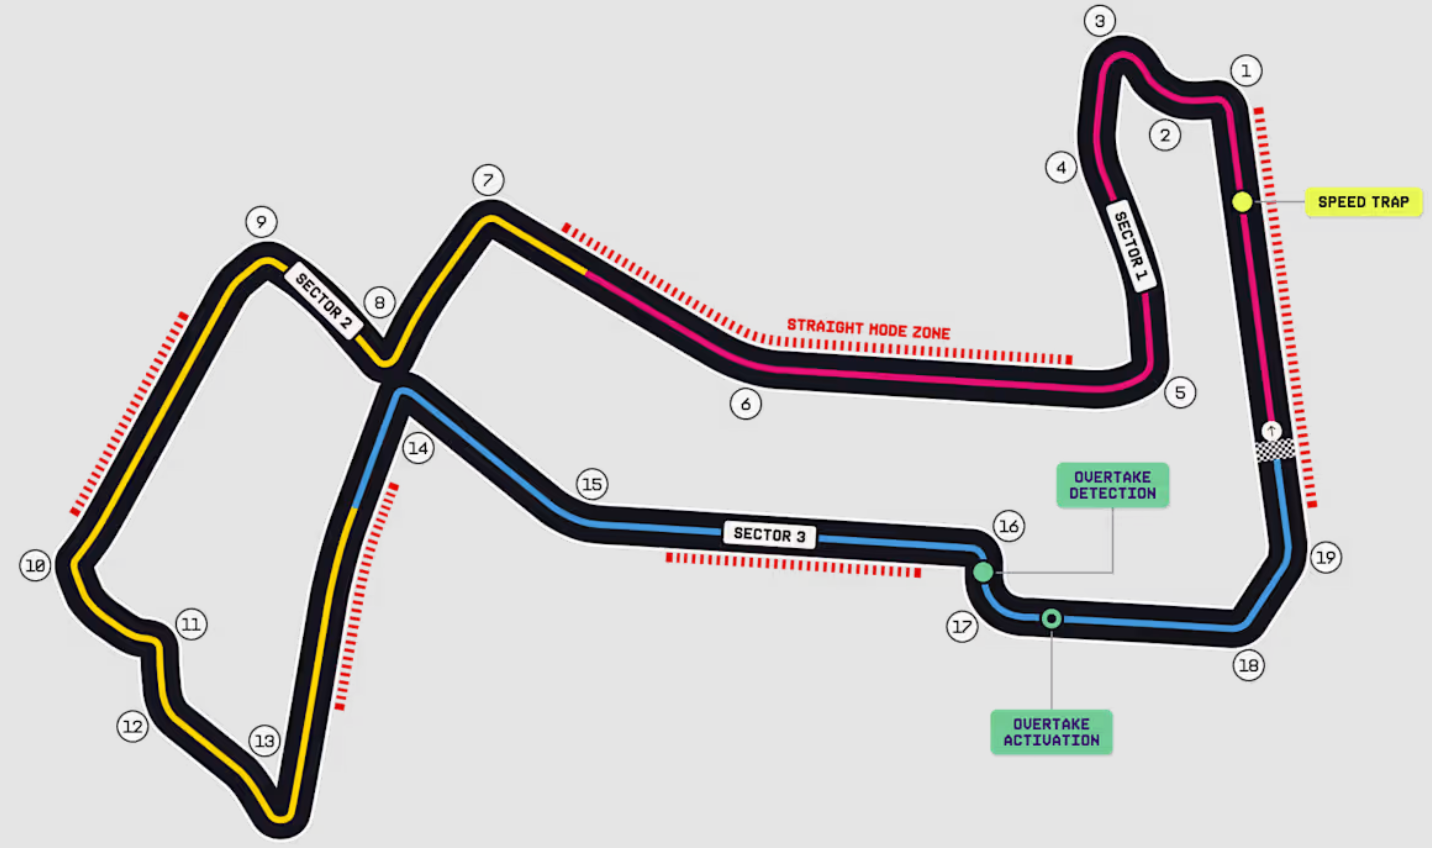 3
1
2
4
SPEED TRAP
SECTOR 1
7
9
8
SECTOR 2
STRAIGHT MODE ZONE
6
5
14
15
OVERTAKE
DETECTION
SECTOR 3
16
19
10
11
17
18
12
13
OVERTAKE
ACTIVATION